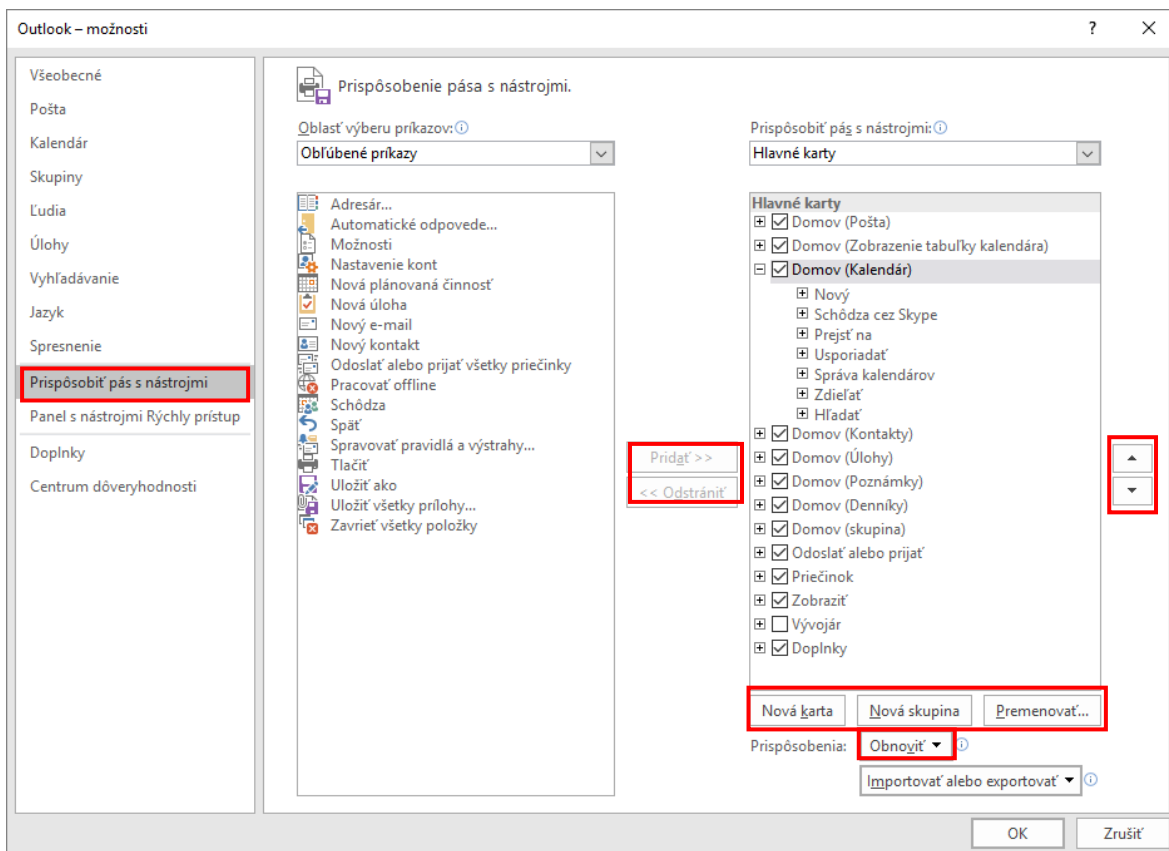 Outlook – možnosti
?
Všeobecné
Pošta
Kalendár
Skupiny
Ľudia
Úlohy
Vyhľadávanie
Jazyk
Spresnenie
Prispôsobiť pás s nástrojmi
Panel s nástrojmi Rýchly prístup
Doplnky
Centrum dôveryhodnosti
Prispôsobenie pása s nástrojmi.
Oblasť výberu príkazov:
Obľúbené príkazy
Adresár...
Automatické odpovede...
Možnosti
Nastavenie kont
Nová plánovaná činnosť
Nová úloha
Nový e-mail
Nový kontakt
Odoslať alebo prijať všetky priečinky
Pracovať offline
Schôdza
Späť
Spravovať pravidlá a výstrahy...
Tlačiť
Uložiť ako
Uložiť všetky prílohy...
Zavrieť všetky položky
Pridať >>
<< Odstrániť
Prispôsobiť pás s nástrojmi:
Hlavné karty
Hlavné karty
Domov (Pošta)
Domov (Zobrazenie tabuľky kalendára)
Domov (Kalendár)
Nový
Schôdza cez Skype
Prejsť na
Usporiadať
Správa kalendárov
Zdieľať
Hľadať
Domov (Kontakty)
Domov (Úlohy)
Domov (Poznámky)
Domov (Denníky)
Domov (skupina)
Odoslať alebo prijať
Priečinok
Zobraziť
Vývojár
Doplnky
Nová karta
Nová skupina
Premenovať...
Prispôsobenia:
Obnoviť
Importovať alebo exportovať
OK
Zrušiť